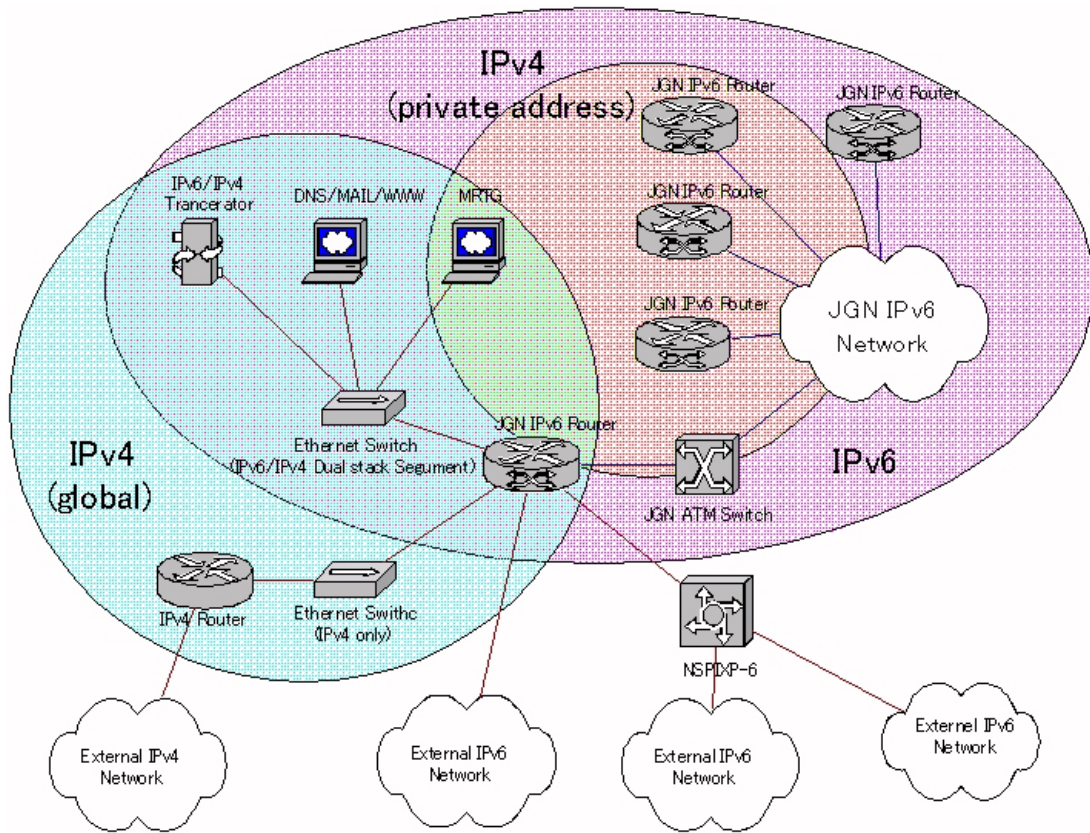 IPv4
(private address)
JGN IPv6 Router
JGN IPv6 Router
IPv6/IPv4
Trancerator
DNS/MAIL/WWW
MRTG
JGN IPv6 Router
JGN IPv6 Router
JGN IPv6
Network
JGN IPv6 Router
Ethernet Switch
(IPv6/IPv4 Dual stack Segument)
IPv4
(global)
IPv6
JGN ATM Switch
IPv4 Router
Ethernet Swithc
(IPv4 only)
NSPIXP-6
External IPv4
Network
External IPv6
Network
External IPv6
Network
Externel IPv6
Network